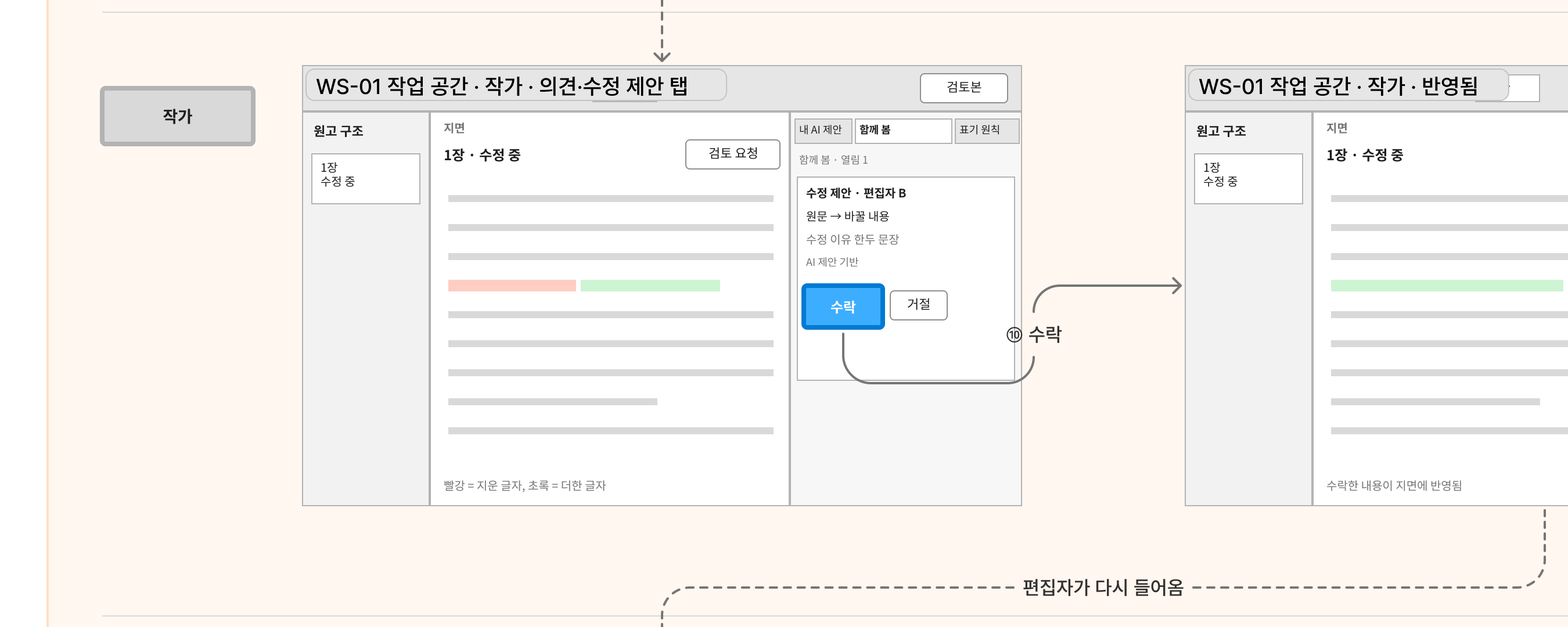 작가
WS-01 작업 공간 · 작가 · 의견·수정 제안 탭
검토본
원고 구조
1장
수정 중
지면
1장 · 수정 중
검토 요청
내 AI 제안
함께 봄
표기 원칙
함께 봄 · 열림 1
수정 제안 · 편집자 B
원문 → 바꿀 내용
수정 이유 한두 문장
AI 제안 기반
수락
거절
빨강 = 지운 글자, 초록 = 더한 글자
⑩ 수락
WS-01 작업 공간 · 작가 · 반영됨
원고 구조
1장
수정 중
지면
1장 · 수정 중
수락한 내용이 지면에 반영됨
편집자가 다시 들어옴